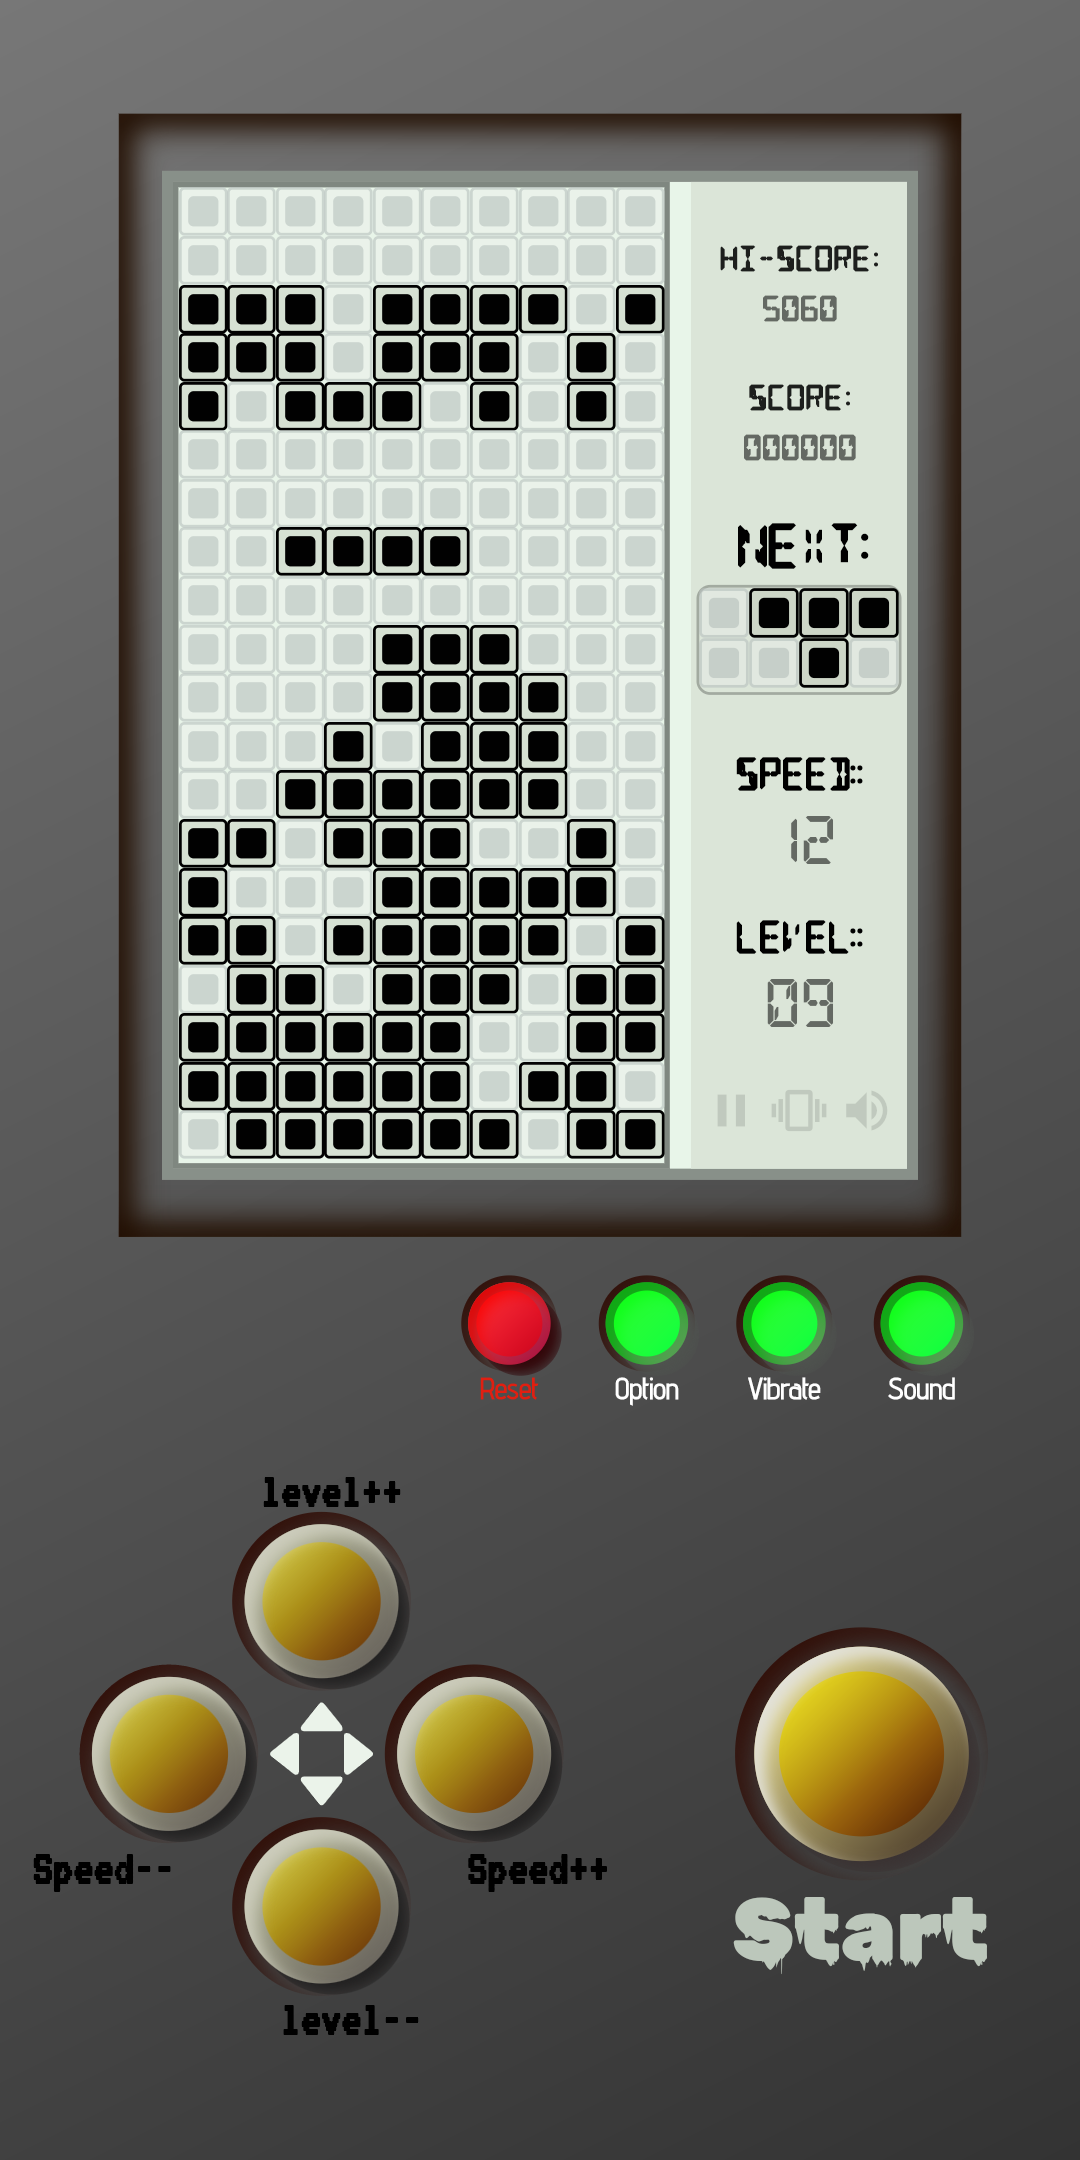 HI-SCORE:
5060
SCORE:
000000
NEXT:
SPEED::
12
LEVEL::
09
Reset
Option
Vibrate
Sound
level++
Speed--
Speed++
level--
Start